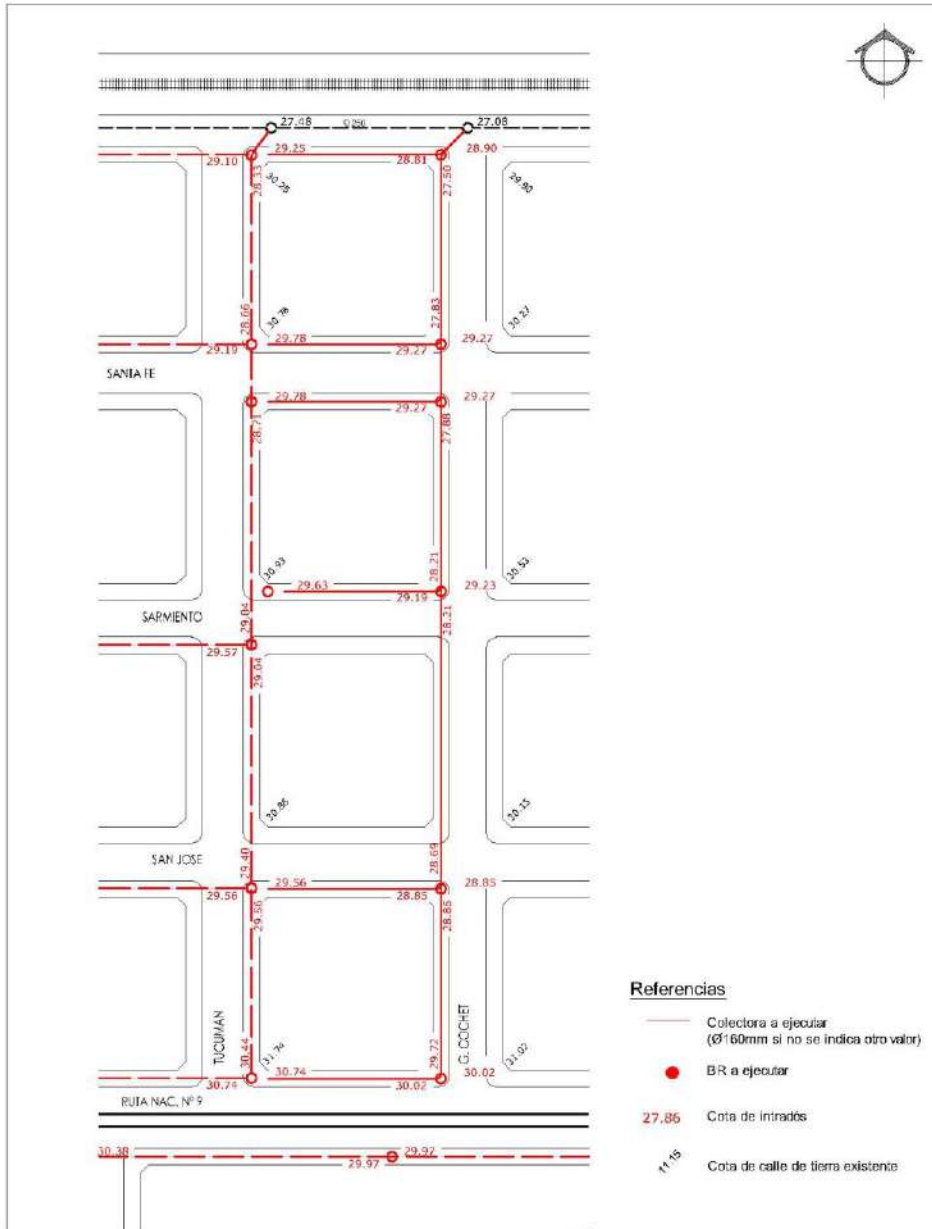 27.48 ∅250 27.08
29.10 29.25 28.81 28.90
28.33 30.28 27.50 29.90
28.66 30.78 27.83 30.27
29.19 29.78 29.27 29.27
SANTA FE
29.78 29.27 29.27
28.71 27.88
30.93 28.21 30.53
29.63 29.19 29.23
SARMIENTO
29.04 28.21
29.57
29.04
30.86 30.15
SAN JOSE
29.40 28.69
29.56 29.56 28.85 28.85
29.56 28.85
TUCUMAN
G. COCHET
30.44 31.74 29.72 31.02
30.74 30.74 30.02 30.02
RUTA NAC. Nº 9
30.38 29.97
29.97
Referencias
Colectora a ejecutar
(Ø160mm si no se indica otro valor)
BR a ejecutar
27.86 Cota de intradós
11.15 Cota de calle de tierra existente